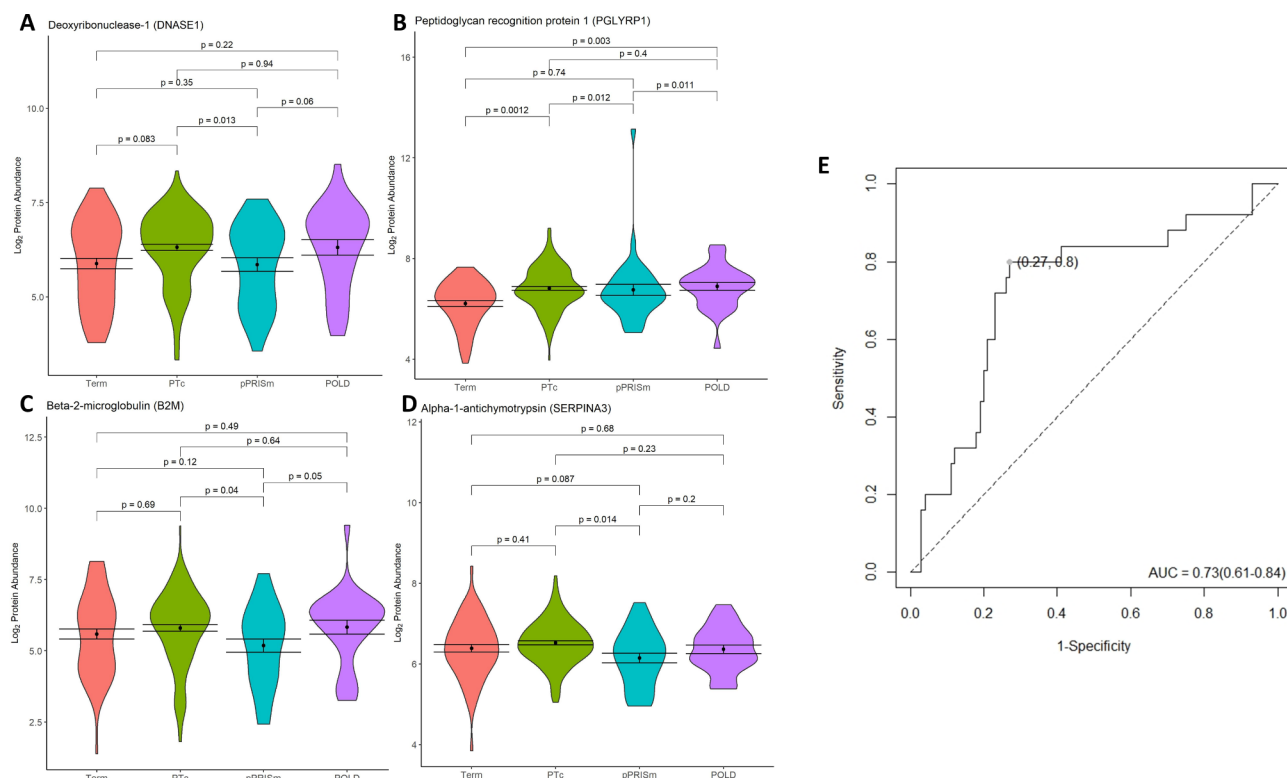 A
Deoxyribonuclease-1 (DNASE1)
p = 0.22
p = 0.94
p = 0.35
p = 0.06
p = 0.013
p = 0.083
10.0
7.5
5.0
Log2 Protein Abundance
Term
PTc
pPRISm
POLD
B
Peptidoglycan recognition protein 1 (PGLYRP1)
p = 0.003
p = 0.4
p = 0.74
p = 0.011
p = 0.012
p = 0.0012
16
12
8
4
Log2 Protein Abundance
Term
PTc
pPRISm
POLD
C
Beta-2-microglobulin (B2M)
p = 0.49
p = 0.64
p = 0.12
p = 0.05
p = 0.04
p = 0.69
12.5
10.0
7.5
5.0
2.5
Log2 Protein Abundance
Term
PTc
pPRISm
POLD
D
Alpha-1-antichymotrypsin (SERPINA3)
p = 0.68
p = 0.23
p = 0.087
p = 0.2
p = 0.014
p = 0.41
12
10
8
6
4
Log2 Protein Abundance
Term
PTc
pPRISm
POLD
E
1.0
0.8
0.6
0.4
0.2
0.0
Sensitivity
(0.27, 0.8)
AUC = 0.73(0.61-0.84)
0.0 0.2 0.4 0.6 0.8 1.0
1-Specificity